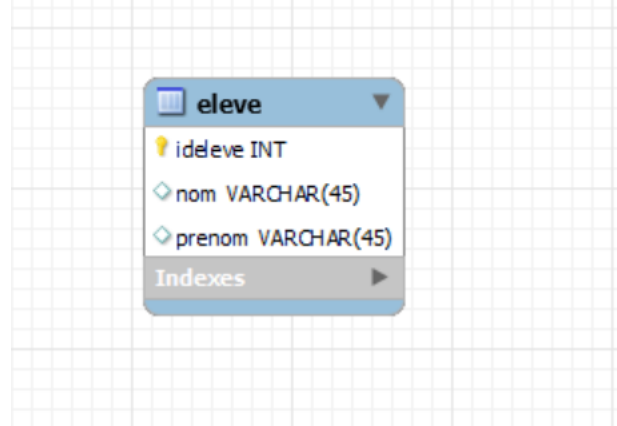 eleve
ideleve INT
nom VARCHAR(45)
prenom VARCHAR(45)
Indexes